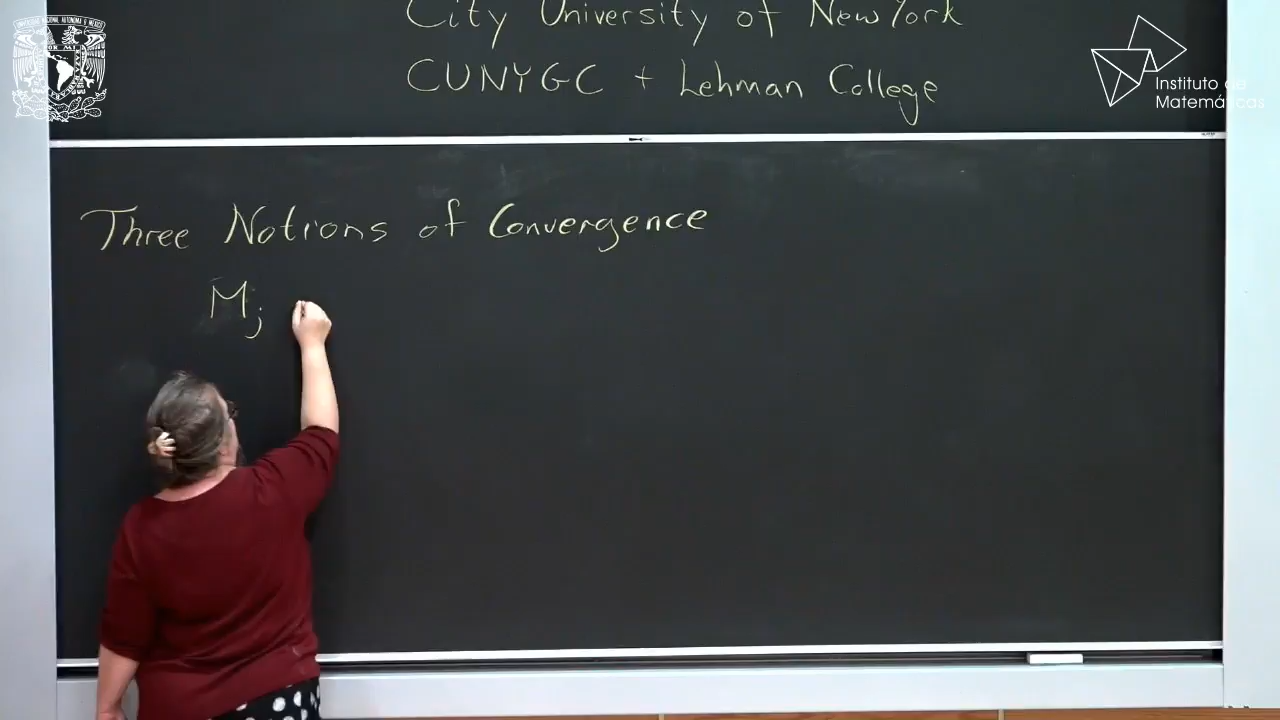 City University of New York
CUNYGC + Lehman College
Instituto de
Matemáticas
Three Notions of Convergence
Mj